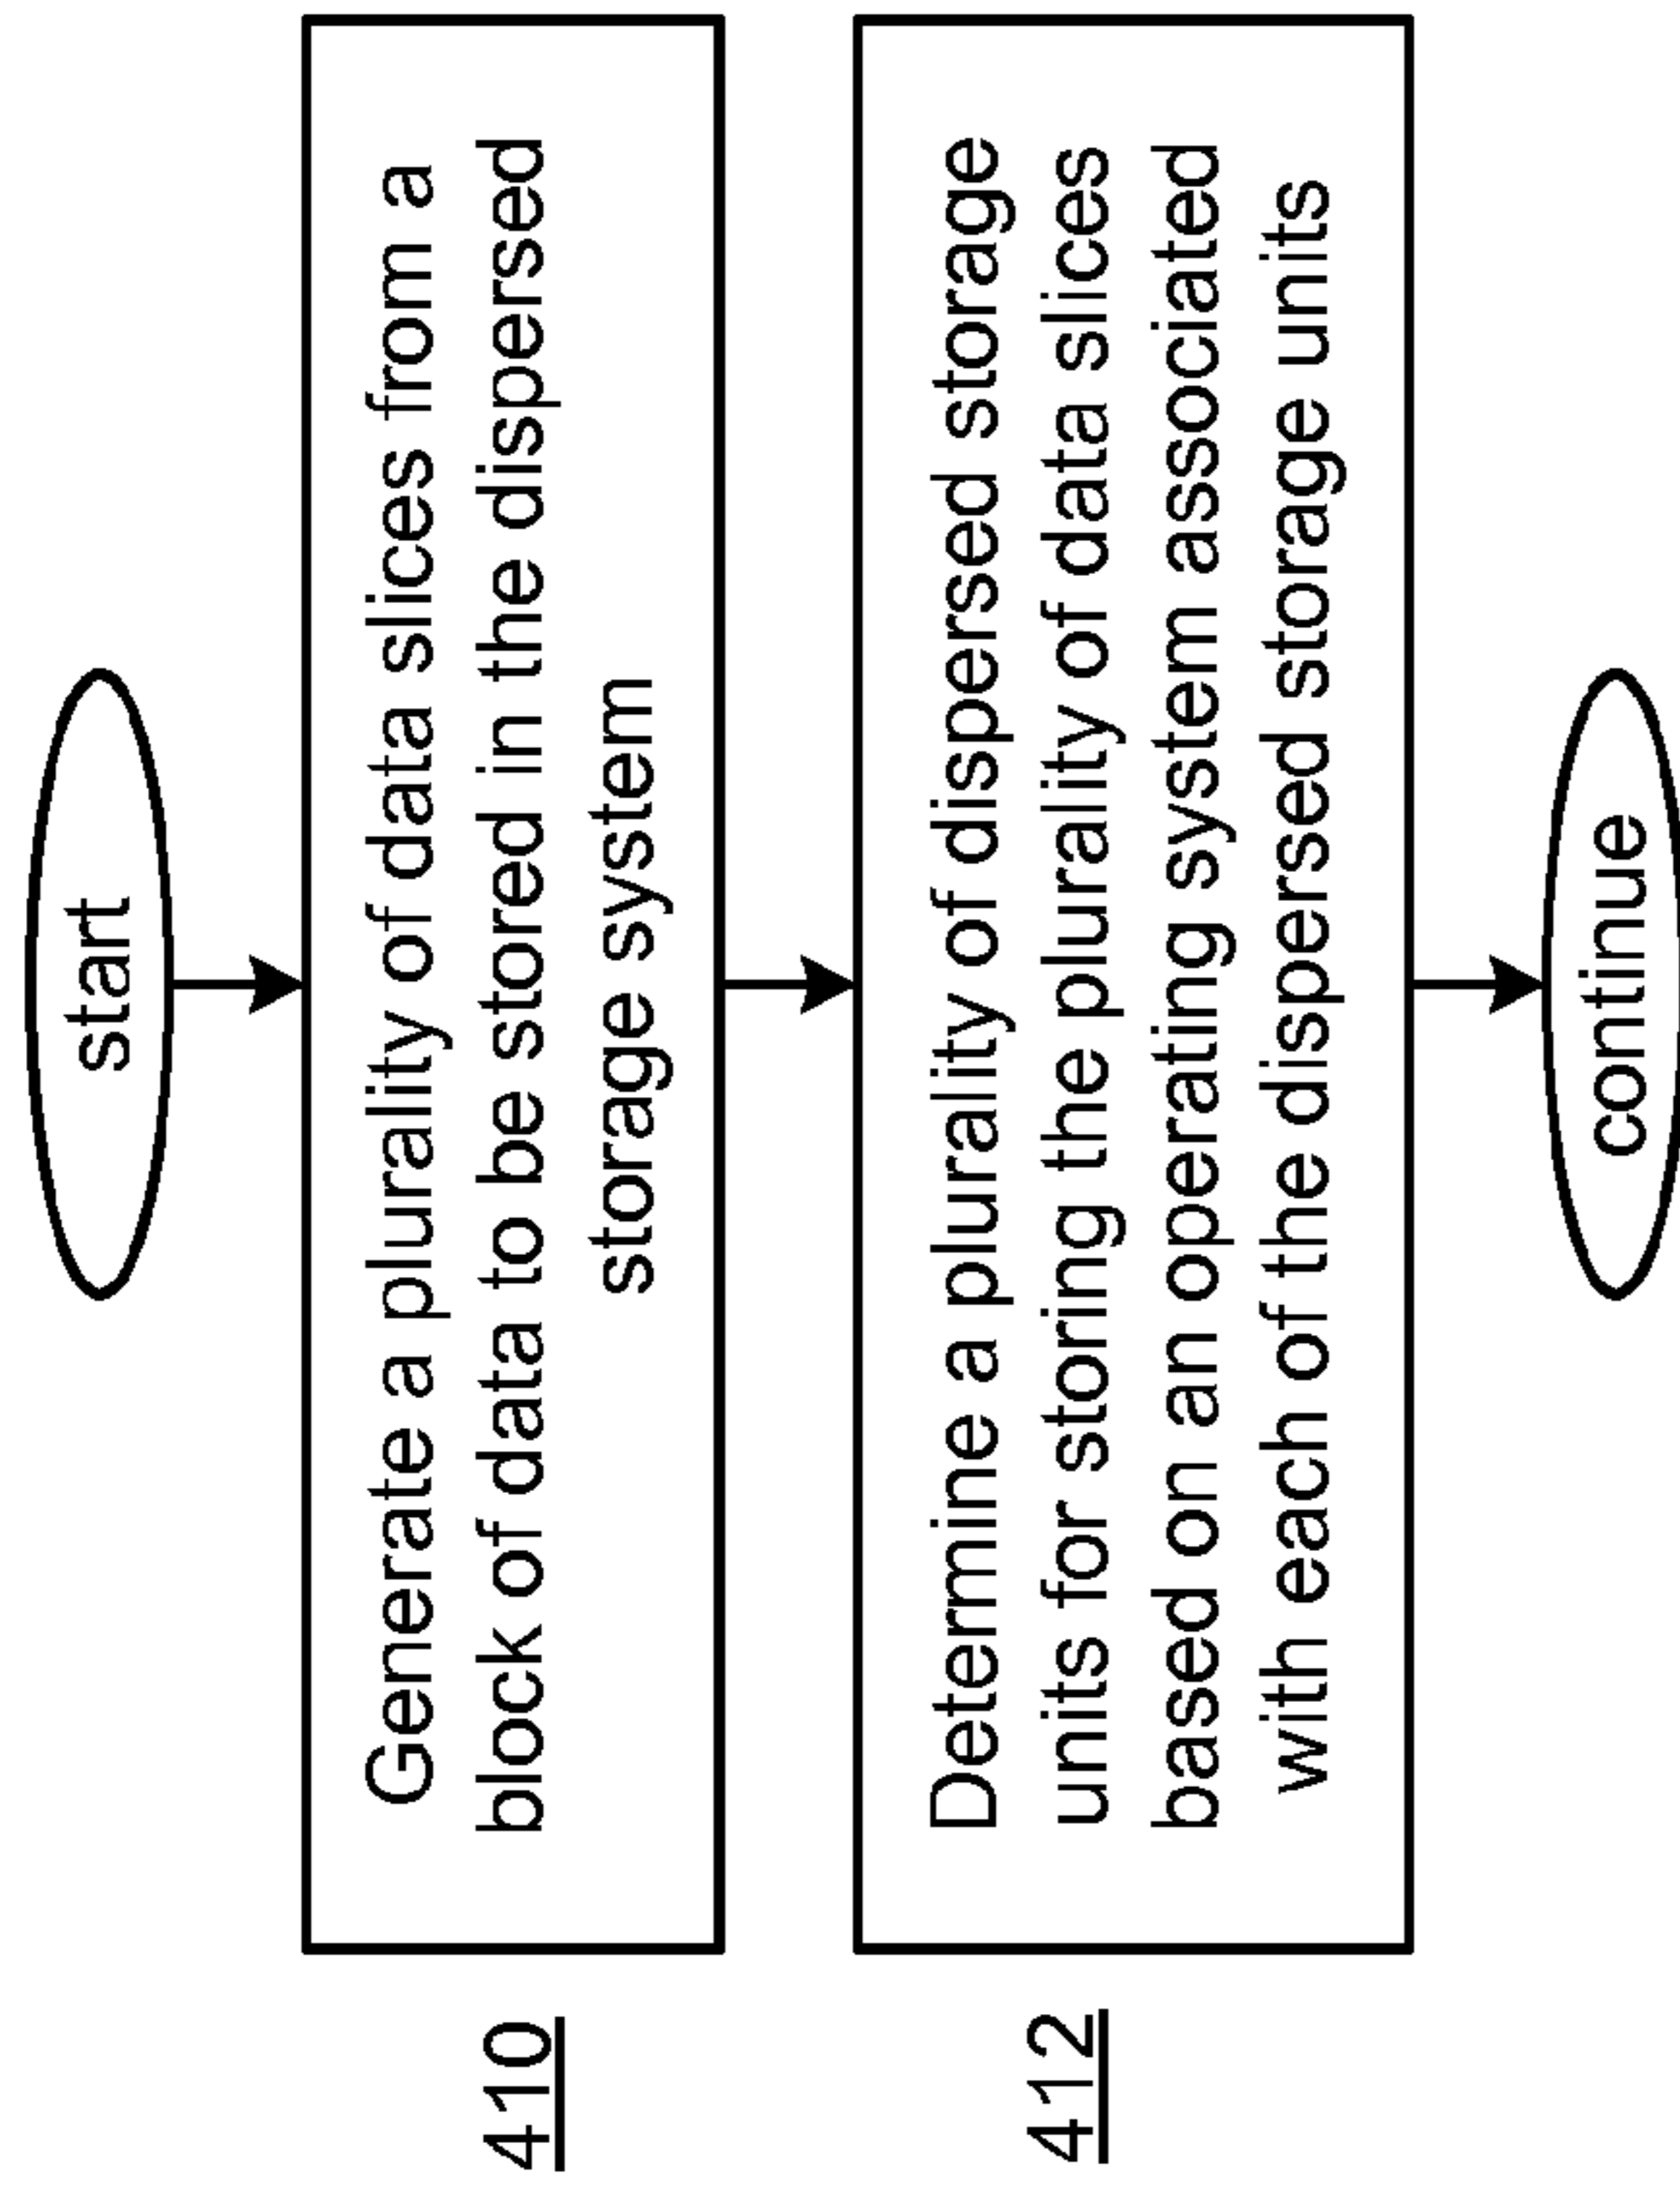 start
Generate a plurality of data slices from a
block of data to be stored in the dispersed
storage system
410
Determine a plurality of dispersed storage
units for storing the plurality of data slices
based on an operating system associated
with each of the dispersed storage units
412
continue